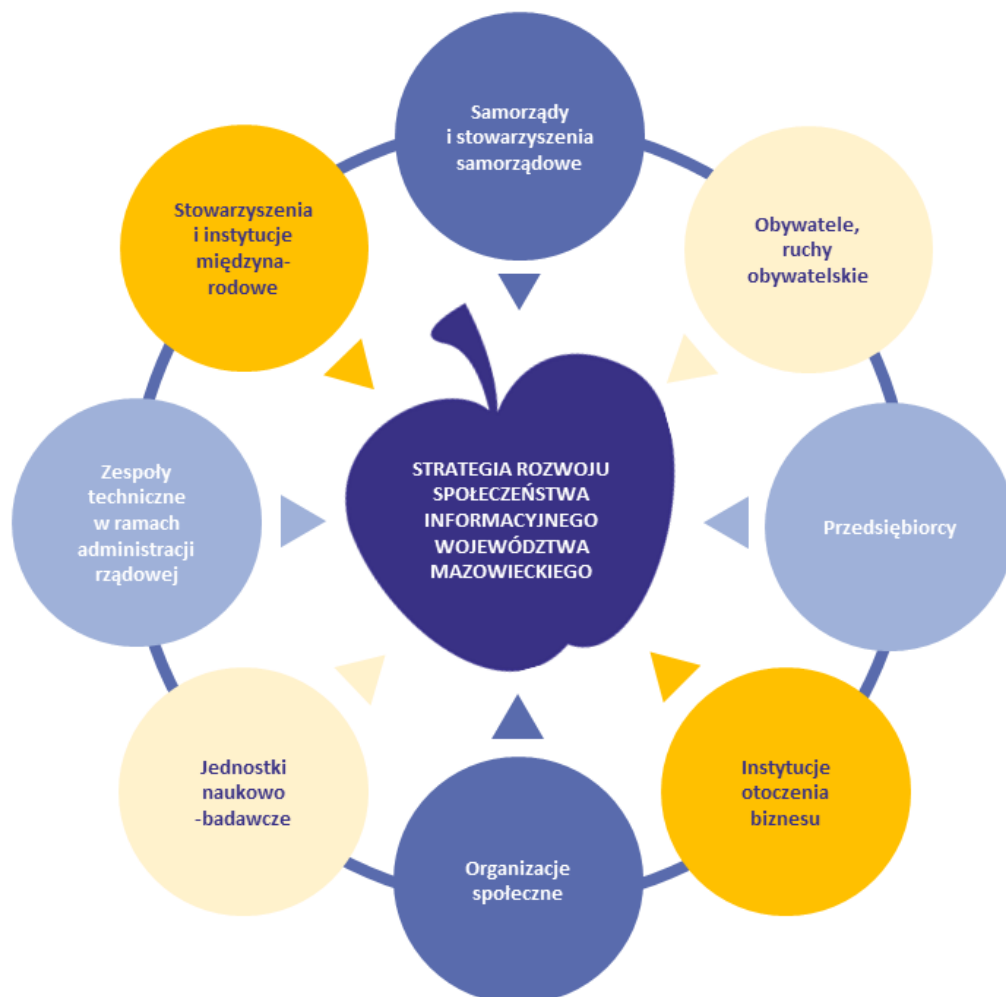 Samorządy
i stowarzyszenia
samorządowe
Stowarzyszenia
i instytucje
międzyna-
rodowe
Obywatele,
ruchy
obywatelskie
STRATEGIA ROZWOJU
SPOŁECZEŃSTWA
INFORMACYJNEGO
WOJEWÓDZTWA
MAZOWIECKIEGO
Zespoły
techniczne
w ramach
administracji
rządowej
Przedsiębiorcy
Jednostki
naukowo
-badawcze
Instytucje
otoczenia
biznesu
Organizacje
społeczne